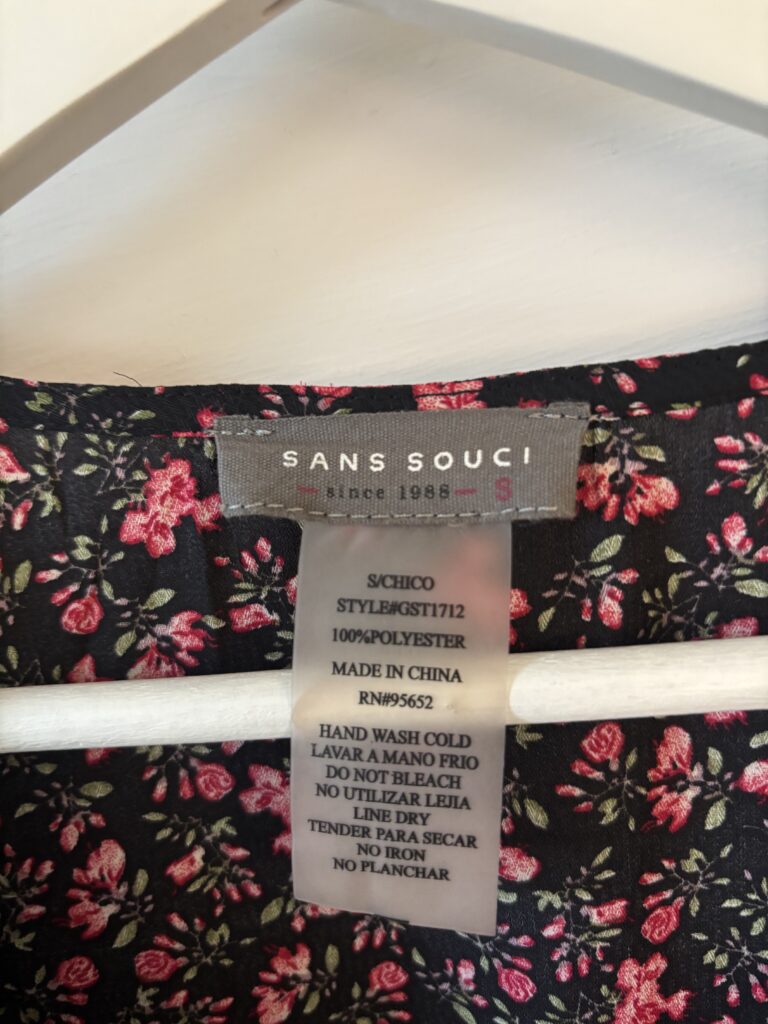 SANS SOUCI
since 1988 S
S/CHICO
STYLE#GST1712
100%POLYESTER
MADE IN CHINA
RN#95652
HAND WASH COLD
LAVAR A MANO FRIO
DO NOT BLEACH
NO UTILIZAR LEJIA
LINE DRY
TENDER PARA SECAR
NO IRON
NO PLANCHAR